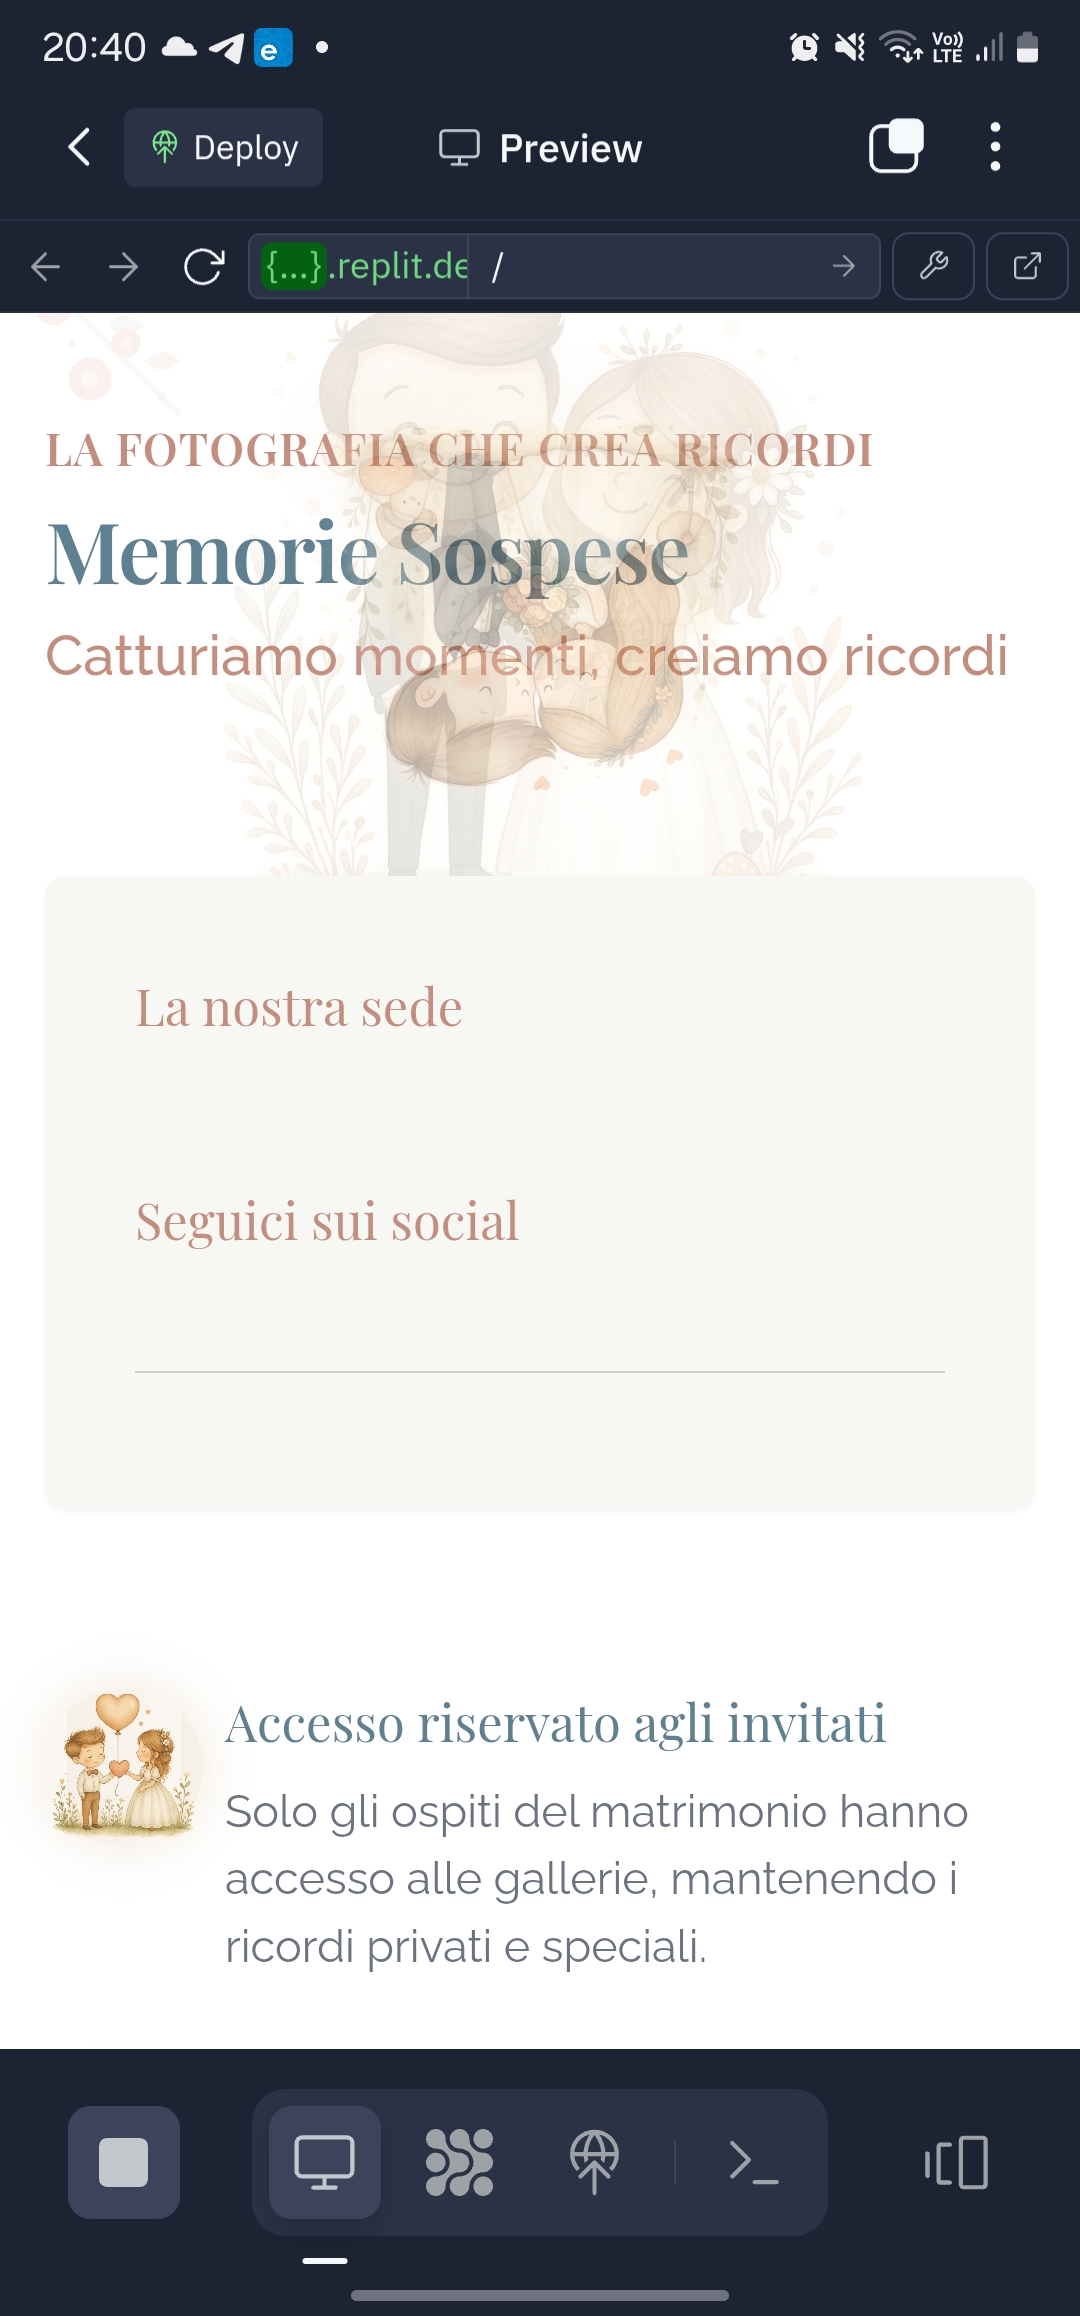 20:40
Vo))
LTE
Deploy
Preview
{...}.replit.de
/
LA FOTOGRAFIA CHE CREA RICORDI
Memorie Sospese
Catturiamo momenti, creiamo ricordi
La nostra sede
Seguici sui social
Accesso riservato agli invitati
Solo gli ospiti del matrimonio hanno
accesso alle gallerie, mantenendo i
ricordi privati e speciali.